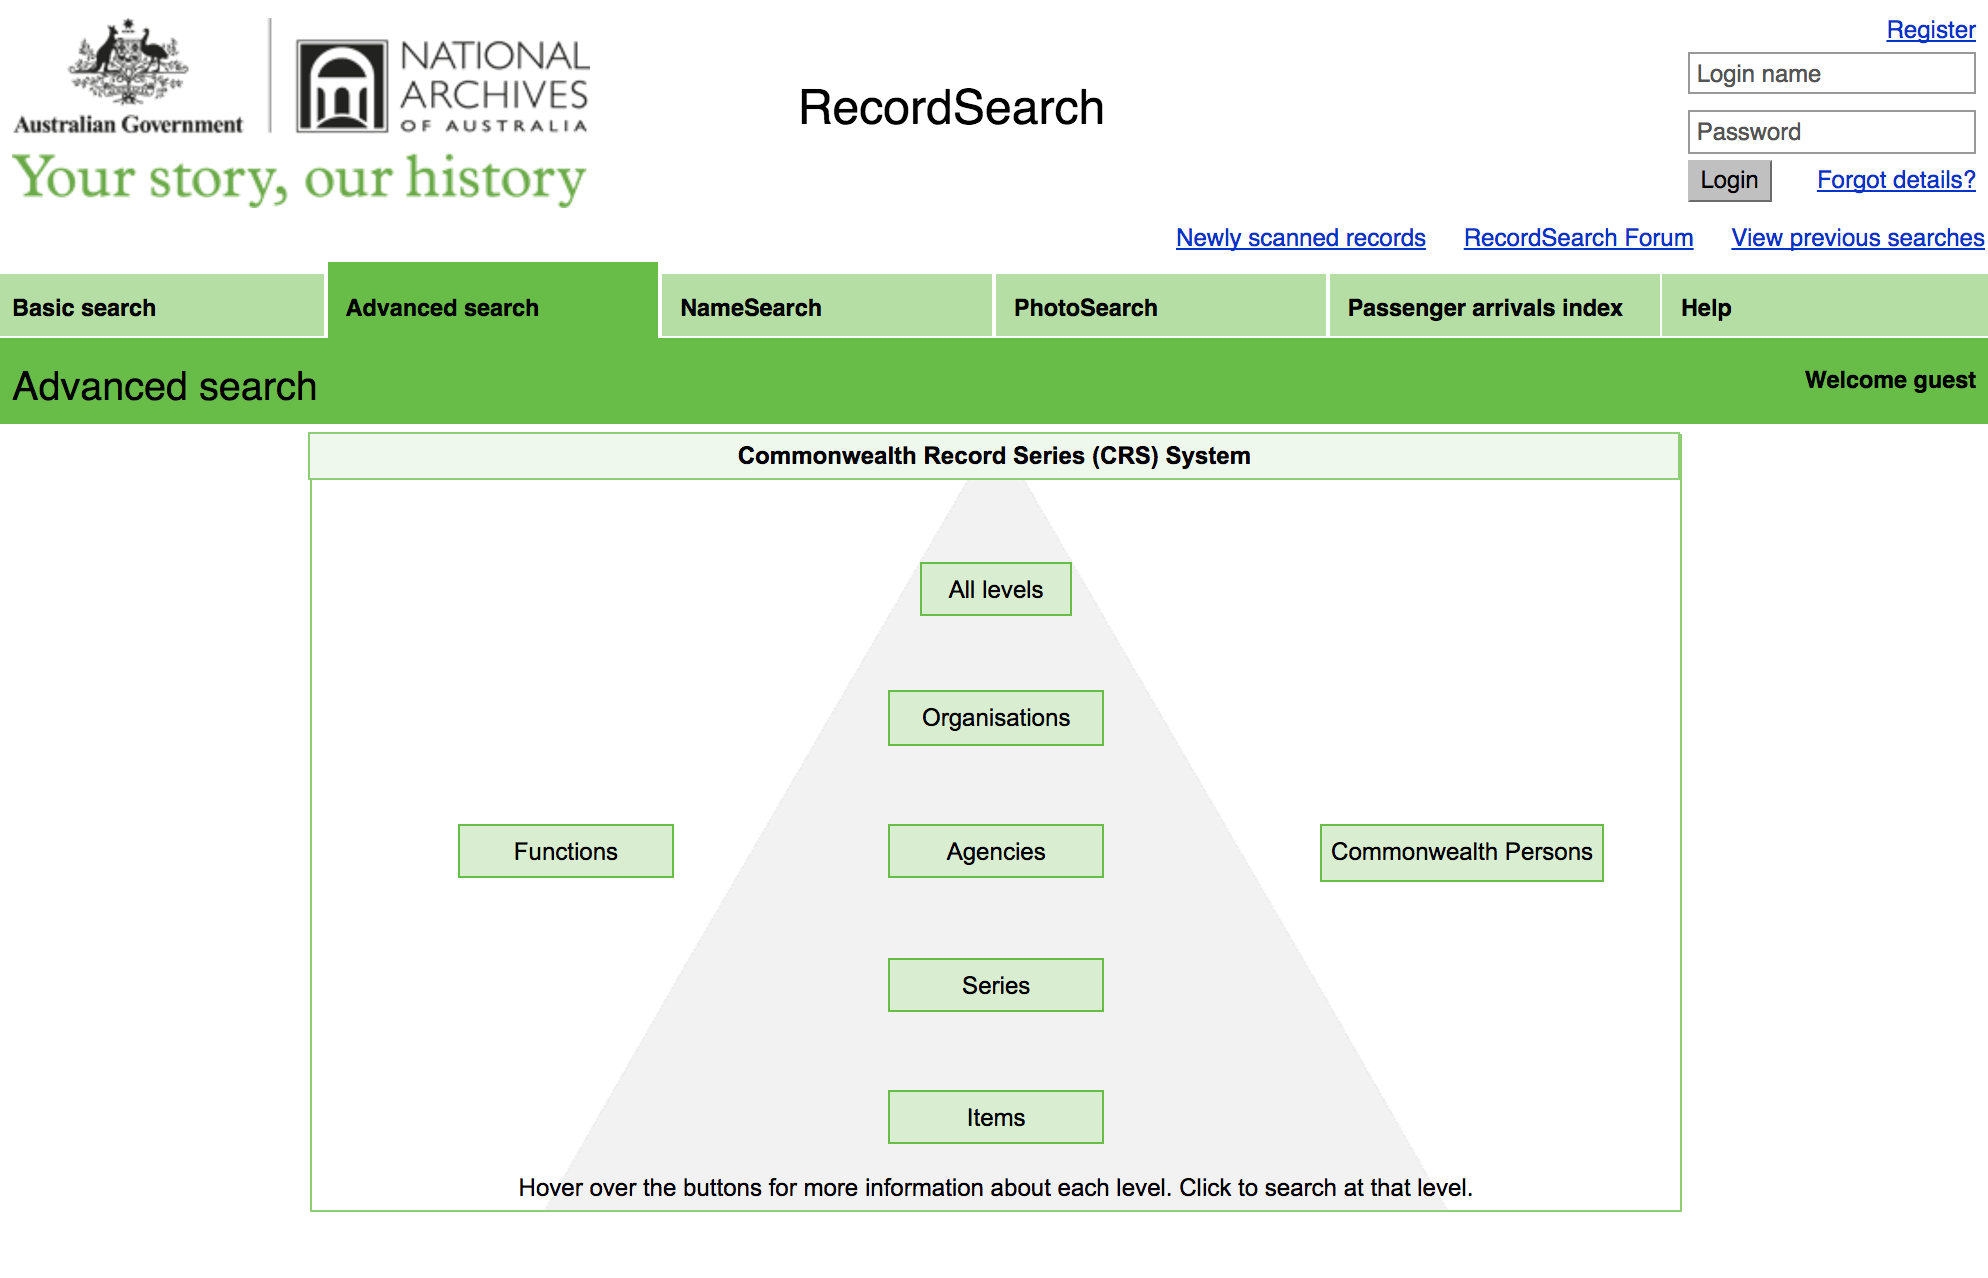 Australian Government
NATIONAL
ARCHIVES
OF AUSTRALIA
Your story, our history
RecordSearch
Register
Login name
Password
Login
Forgot details?
Newly scanned records
RecordSearch Forum
View previous searches
Basic search
Advanced search
NameSearch
PhotoSearch
Passenger arrivals index
Help
Advanced search
Welcome guest
Commonwealth Record Series (CRS) System
All levels
Organisations
Functions
Agencies
Commonwealth Persons
Series
Items
Hover over the buttons for more information about each level. Click to search at that level.